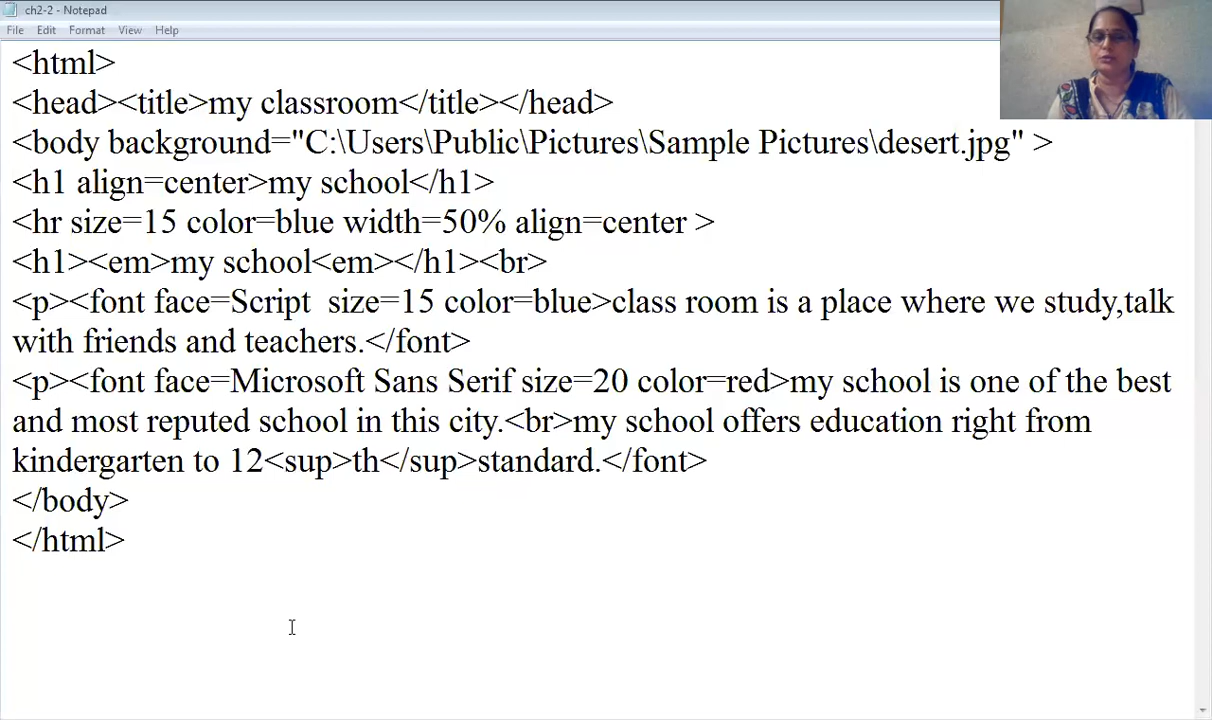 ch2-2 - Notepad
File Edit Format View Help
<html>
<head><title>my classroom</title></head>
<body background="C:\Users\Public\Pictures\Sample Pictures\desert.jpg" >
<h1 align=center>my school</h1>
<hr size=15 color=blue width=50% align=center >
<h1><em>my school<em></h1><br>
<p><font face=Script  size=15 color=blue>class room is a place where we study,talk
with friends and teachers.</font>
<p><font face=Microsoft Sans Serif size=20 color=red>my school is one of the best
and most reputed school in this city.<br>my school offers education right from
kindergarten to 12<sup>th</sup>standard.</font>
</body>
</html>